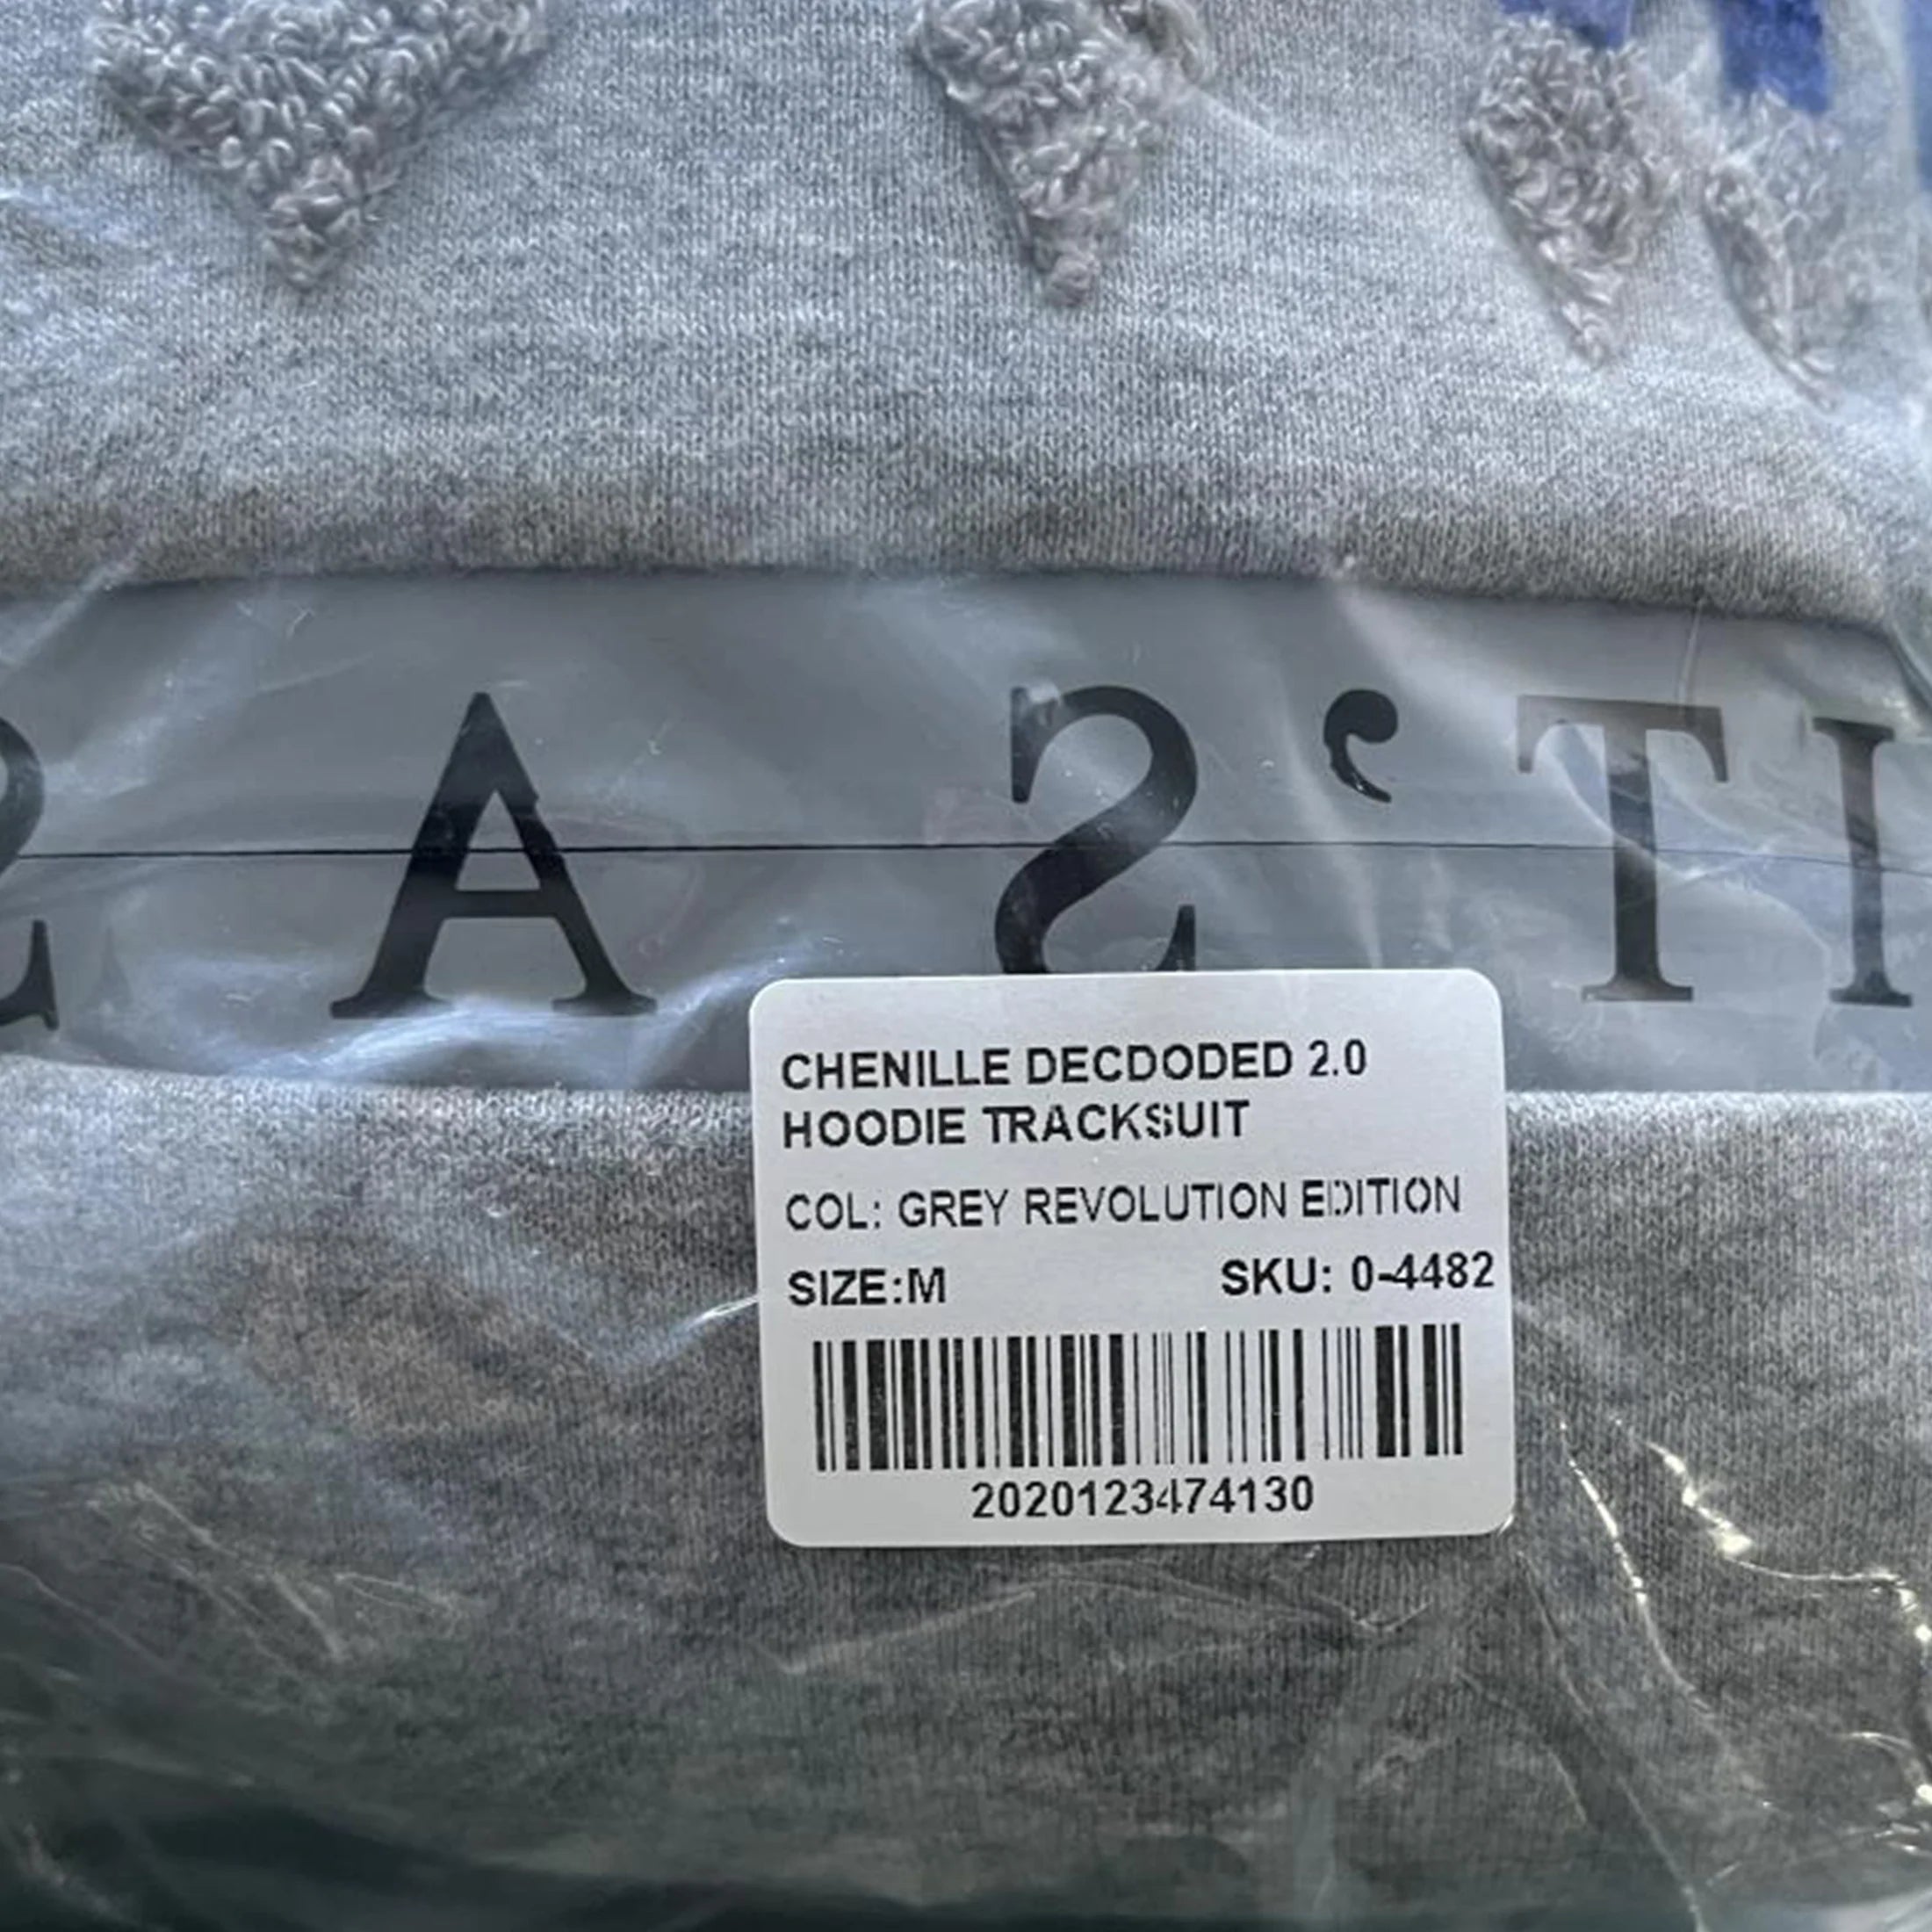 S A S ' T I
CHENILLE DECDODED 2.0
HOODIE TRACKSUIT
COL: GREY REVOLUTION EDITION
SIZE:M SKU: 0-4482
2020123474130